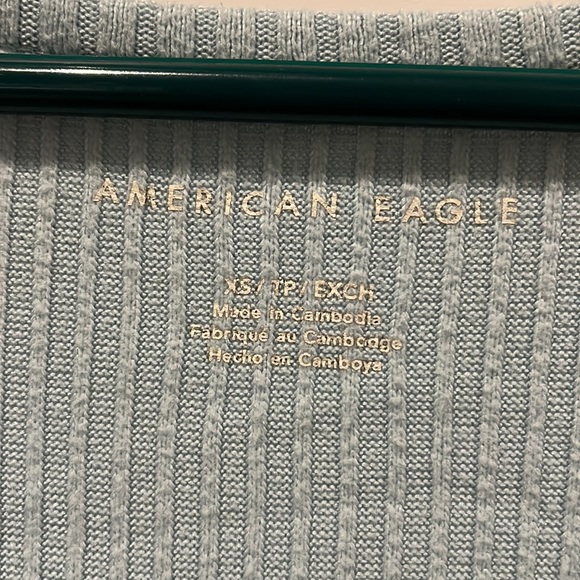 AMERICAN EAGLE
XS / TP / EXCH
Made in Cambodia
Fabriqué au Cambodge
Hecho en Camboya